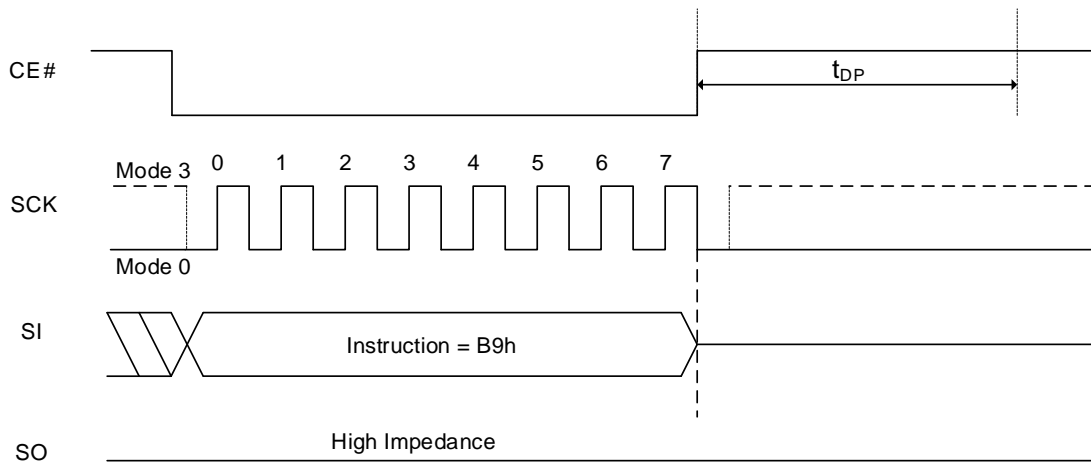 CE#
tDP
Mode 3
0 1 2 3 4 5 6 7
SCK
Mode 0
SI
Instruction = B9h
High Impedance
SO